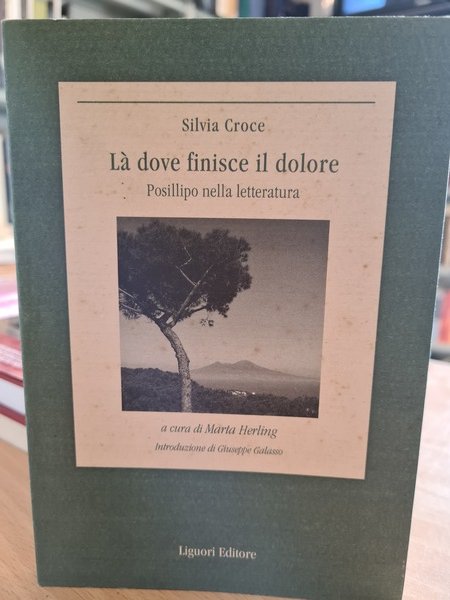 Silvia Croce
Là dove finisce il dolore
Posillipo nella letteratura
a cura di Marta Herling
Introduzione di Giuseppe Galasso
Liguori Editore